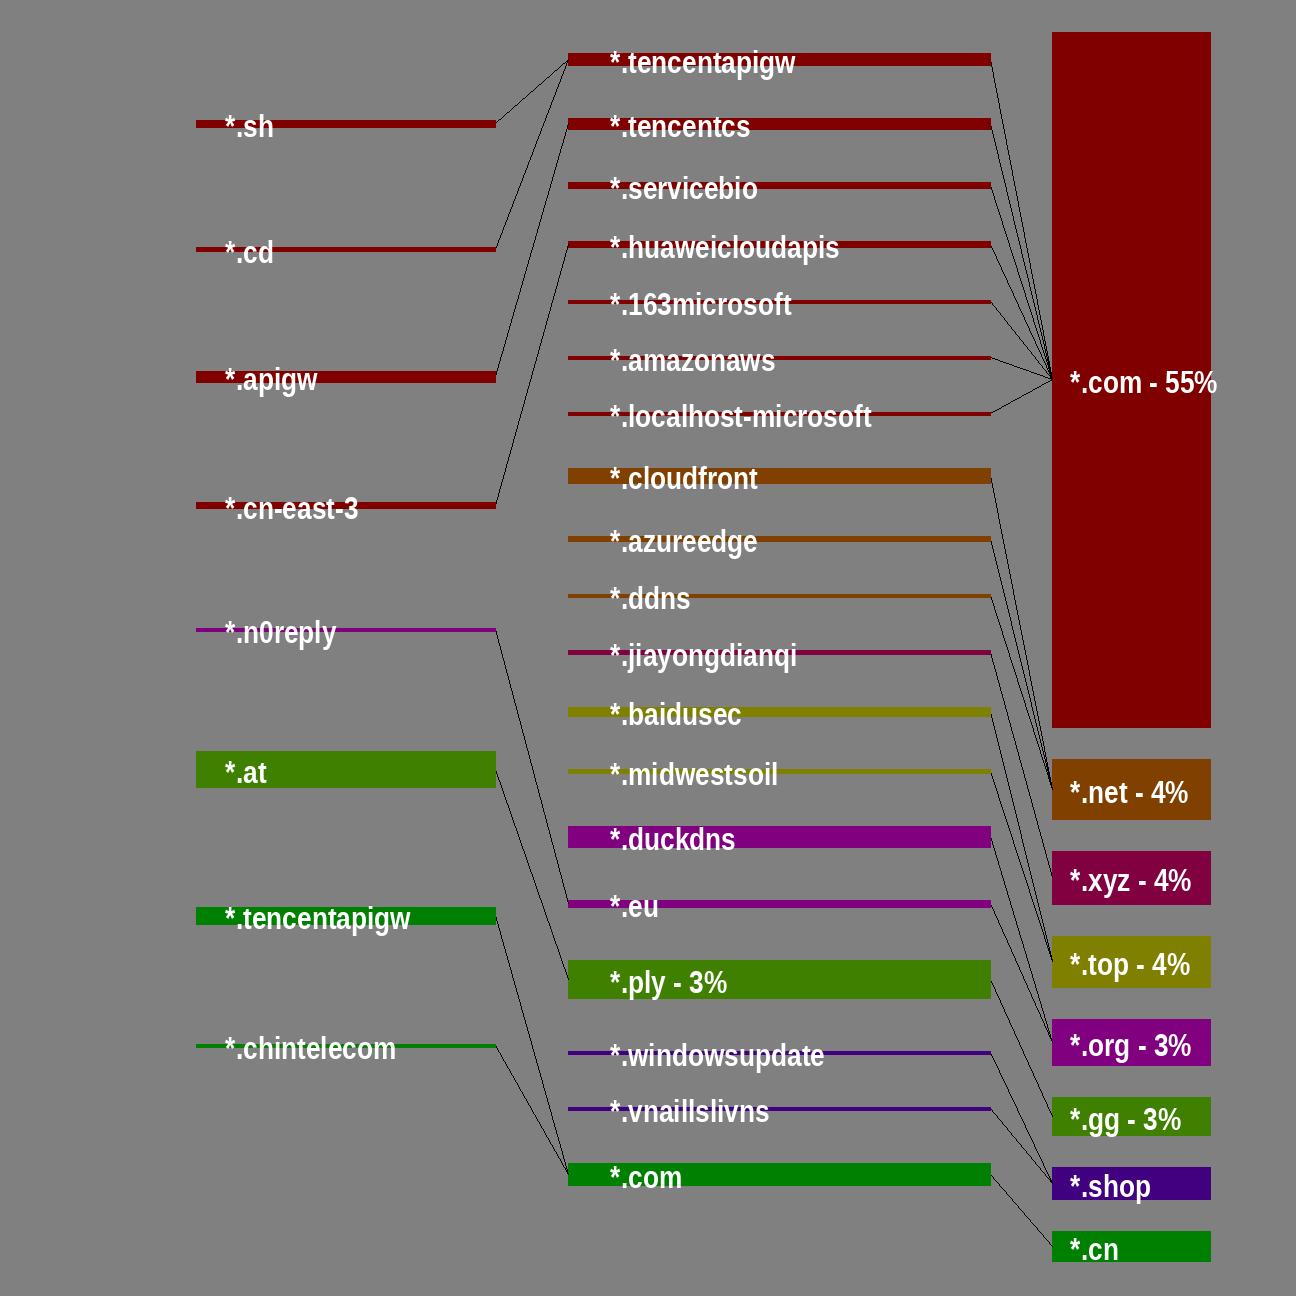 *.sh
*.cd
*.apigw
*.cn-east-3
*.n0reply
*.at
*.tencentapigw
*.chintelecom
*.tencentapigw
*.tencentcs
*.servicebio
*.huaweicloudapis
*.163microsoft
*.amazonaws
*.localhost-microsoft
*.cloudfront
*.azureedge
*.ddns
*.jiayongdianqi
*.baidusec
*.midwestsoil
*.duckdns
*.eu
*.ply - 3%
*.windowsupdate
*.vnaillslivns
*.com
*.com - 55%
*.net - 4%
*.xyz - 4%
*.top - 4%
*.org - 3%
*.gg - 3%
*.shop
*.cn